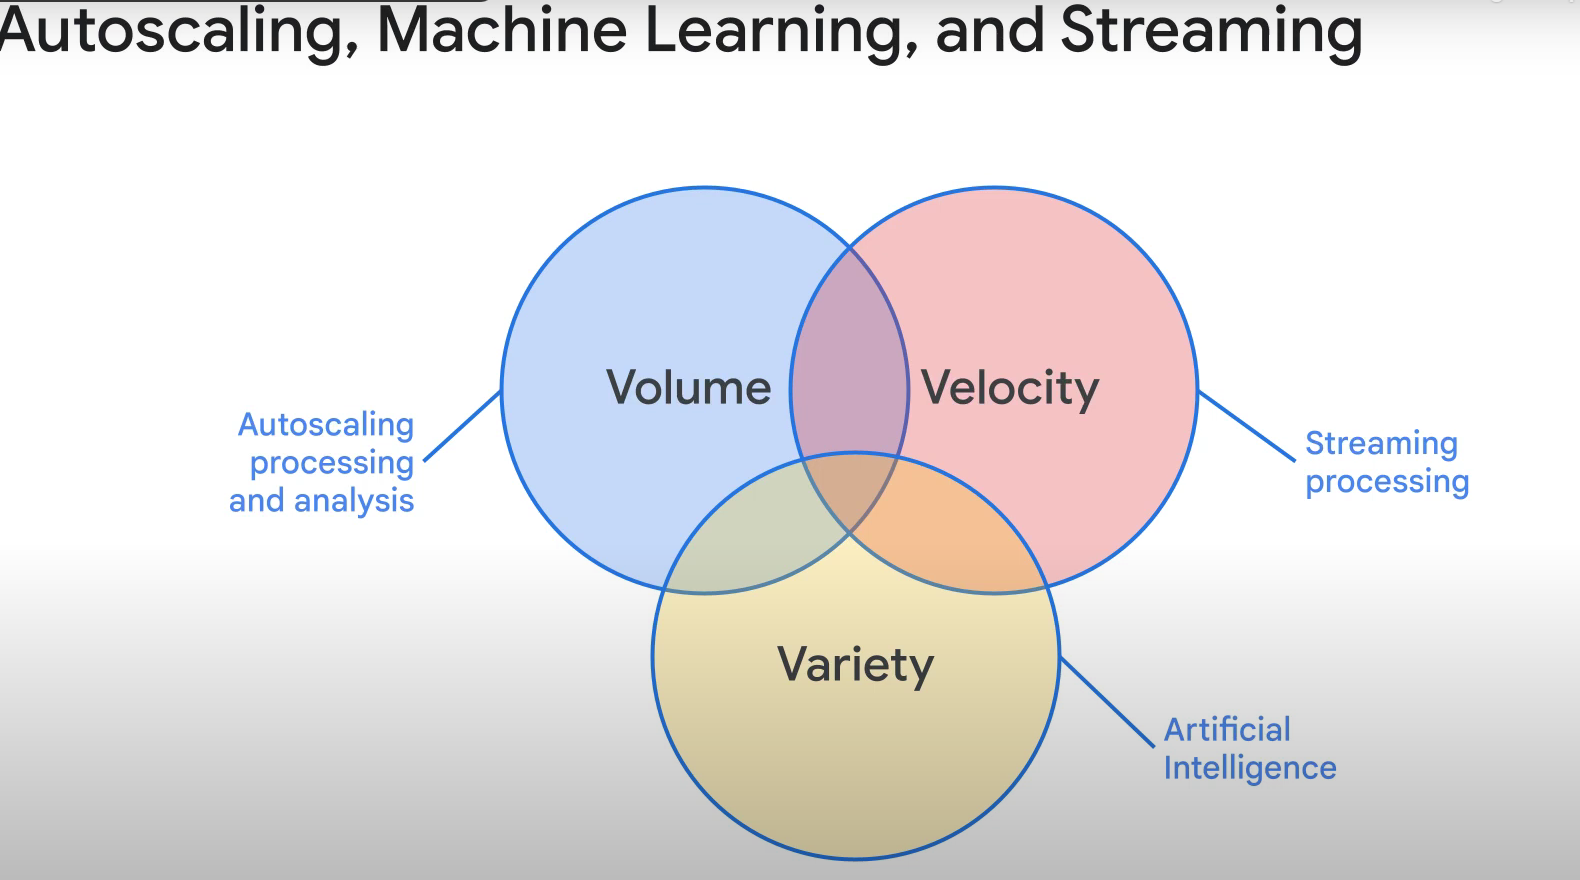 Autoscaling, Machine Learning, and Streaming
Volume
Velocity
Autoscaling
processing
and analysis
Streaming
processing
Variety
Artificial
Intelligence